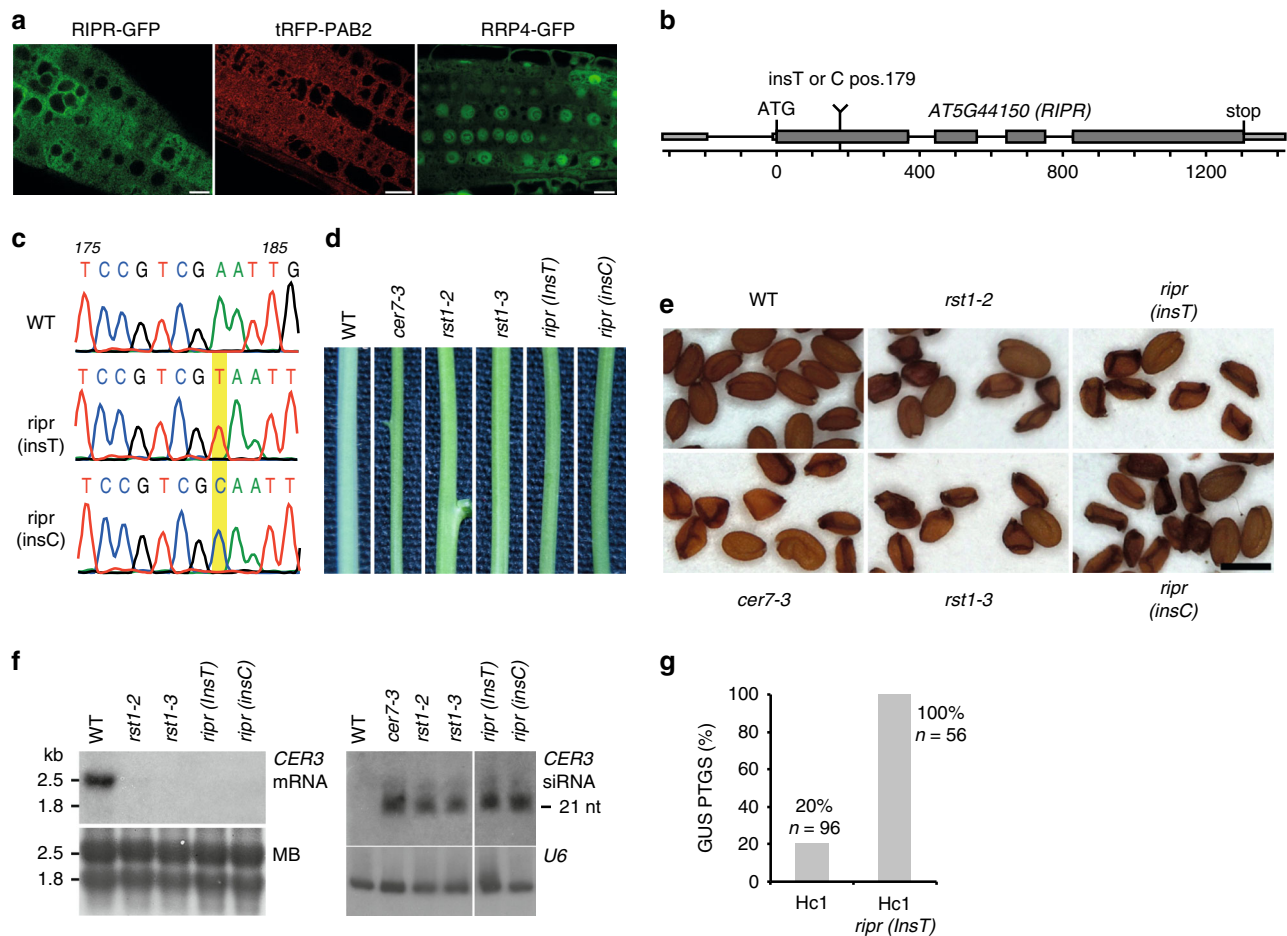 a
RIPR-GFP tRFP-PAB2 RRP4-GFP
b
insT or C pos.179
ATG AT5G44150 (RIPR) stop
0 400 800 1200
c
175 185
T C C G T C G A A T T G
WT
T C C G T C G T A A T T
ripr
(insT)
T C C G T C G C A A T T
ripr
(insC)
d
WT cer7-3 rst1-2 rst1-3 ripr (InsT) ripr (insC)
e
WT rst1-2 ripr
(insT)
cer7-3 rst1-3 ripr
(insC)
f
WT rst1-2 rst1-3 ripr (InsT) ripr (insC)
kb
2.5
1.8
CER3
mRNA
2.5
1.8
MB
WT cer7-3 rst1-2 rst1-3 ripr (InsT) ripr (insC)
CER3
siRNA
21 nt
U6
g
GUS PTGS (%)
100
80
60
40
20
0
20%
n = 96
100%
n = 56
Hc1 Hc1
ripr (InsT)